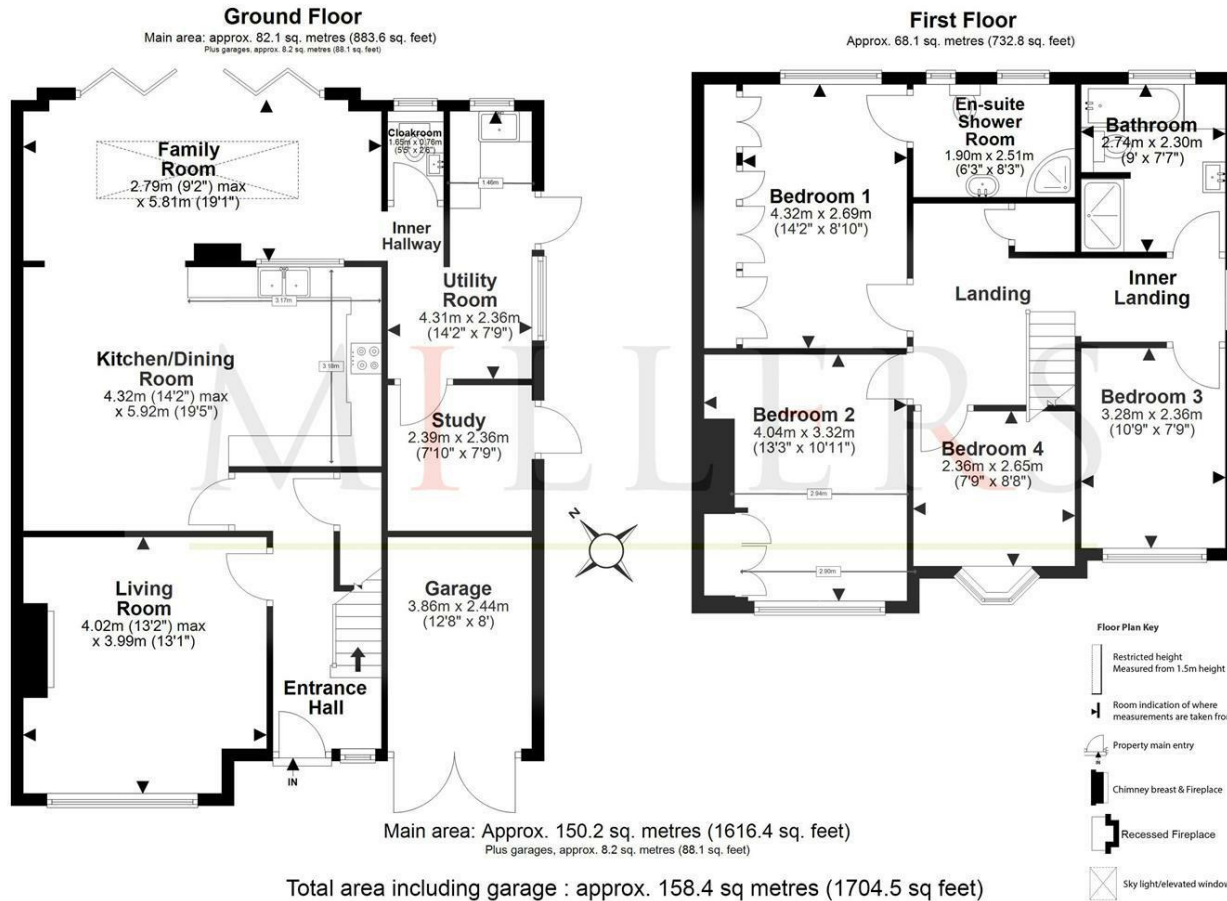 Ground Floor
Main area: approx. 82.1 sq. metres (883.6 sq. feet)
Plus garages, approx. 8.2 sq. metres (88.1 sq. feet)
Family
Room
2.79m (9'2") max
x 5.81m (19'1")
Cloakroom
1.65m x 0.76m
(5'5" x 2'6")
1.46m
Inner
Hallway
Utility
Room
4.31m x 2.36m
(14'2" x 7'9")
3.17m
3.18m
Kitchen/Dining
Room
4.32m (14'2") max
x 5.92m (19'5")
Study
2.39m x 2.36m
(7'10" x 7'9")
Living
Room
4.02m (13'2") max
x 3.99m (13'1")
Garage
3.86m x 2.44m
(12'8" x 8')
Entrance
Hall
IN
N
MILLERS
First Floor
Approx. 68.1 sq. metres (732.8 sq. feet)
En-suite
Shower
Room
1.90m x 2.51m
(6'3" x 8'3")
Bathroom
2.74m x 2.30m
(9' x 7'7")
Bedroom 1
4.32m x 2.69m
(14'2" x 8'10")
Landing
Inner
Landing
Bedroom 2
4.04m x 3.32m
(13'3" x 10'11")
2.94m
2.90m
Bedroom 4
2.36m x 2.65m
(7'9" x 8'8")
Bedroom 3
3.28m x 2.36m
(10'9" x 7'9")
Floor Plan Key
Restricted height
Measured from 1.5m height
Room indication of where
measurements are taken from
Property main entry
IN
Chimney breast & Fireplace
Recessed Fireplace
Sky light/elevated window
Main area: Approx. 150.2 sq. metres (1616.4 sq. feet)
Plus garages, approx. 8.2 sq. metres (88.1 sq. feet)
Total area including garage : approx. 158.4 sq metres (1704.5 sq feet)